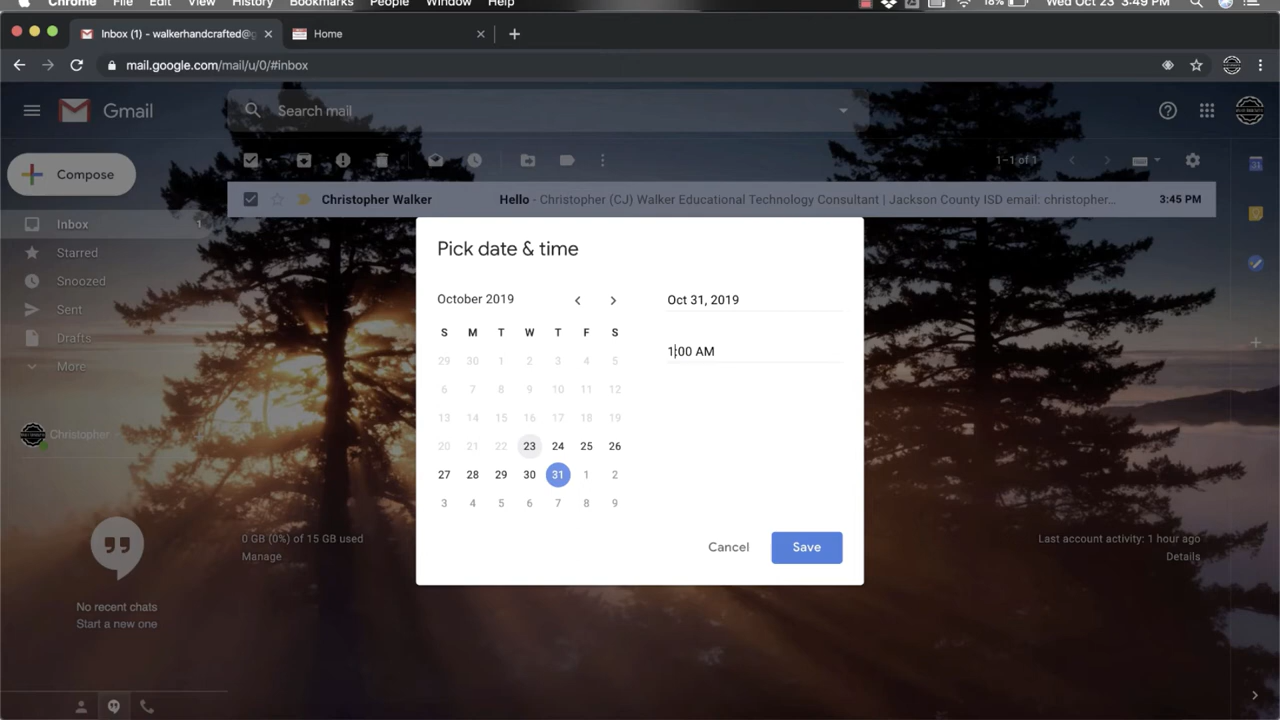 Chrome File Edit View History Bookmarks People Window Help 18% Wed Oct 23 3:49 PM
Inbox (1) - walkerhandcrafted@g
Home
mail.google.com/mail/u/0/#inbox
Gmail
Search mail
Compose
1–1 of 1
Christopher Walker Hello - Christopher (CJ) Walker Educational Technology Consultant | Jackson County ISD email: christopher... 3:45 PM
Inbox 1
Starred
Snoozed
Sent
Drafts
More
Christopher
Pick date & time
October 2019
S M T W T F S
29 30 1 2 3 4 5
6 7 8 9 10 11 12
13 14 15 16 17 18 19
20 21 22 23 24 25 26
27 28 29 30 31 1 2
3 4 5 6 7 8 9
Oct 31, 2019
1:00 AM
Cancel
Save
0 GB (0%) of 15 GB used
Manage
Last account activity: 1 hour ago
Details
No recent chats
Start a new one